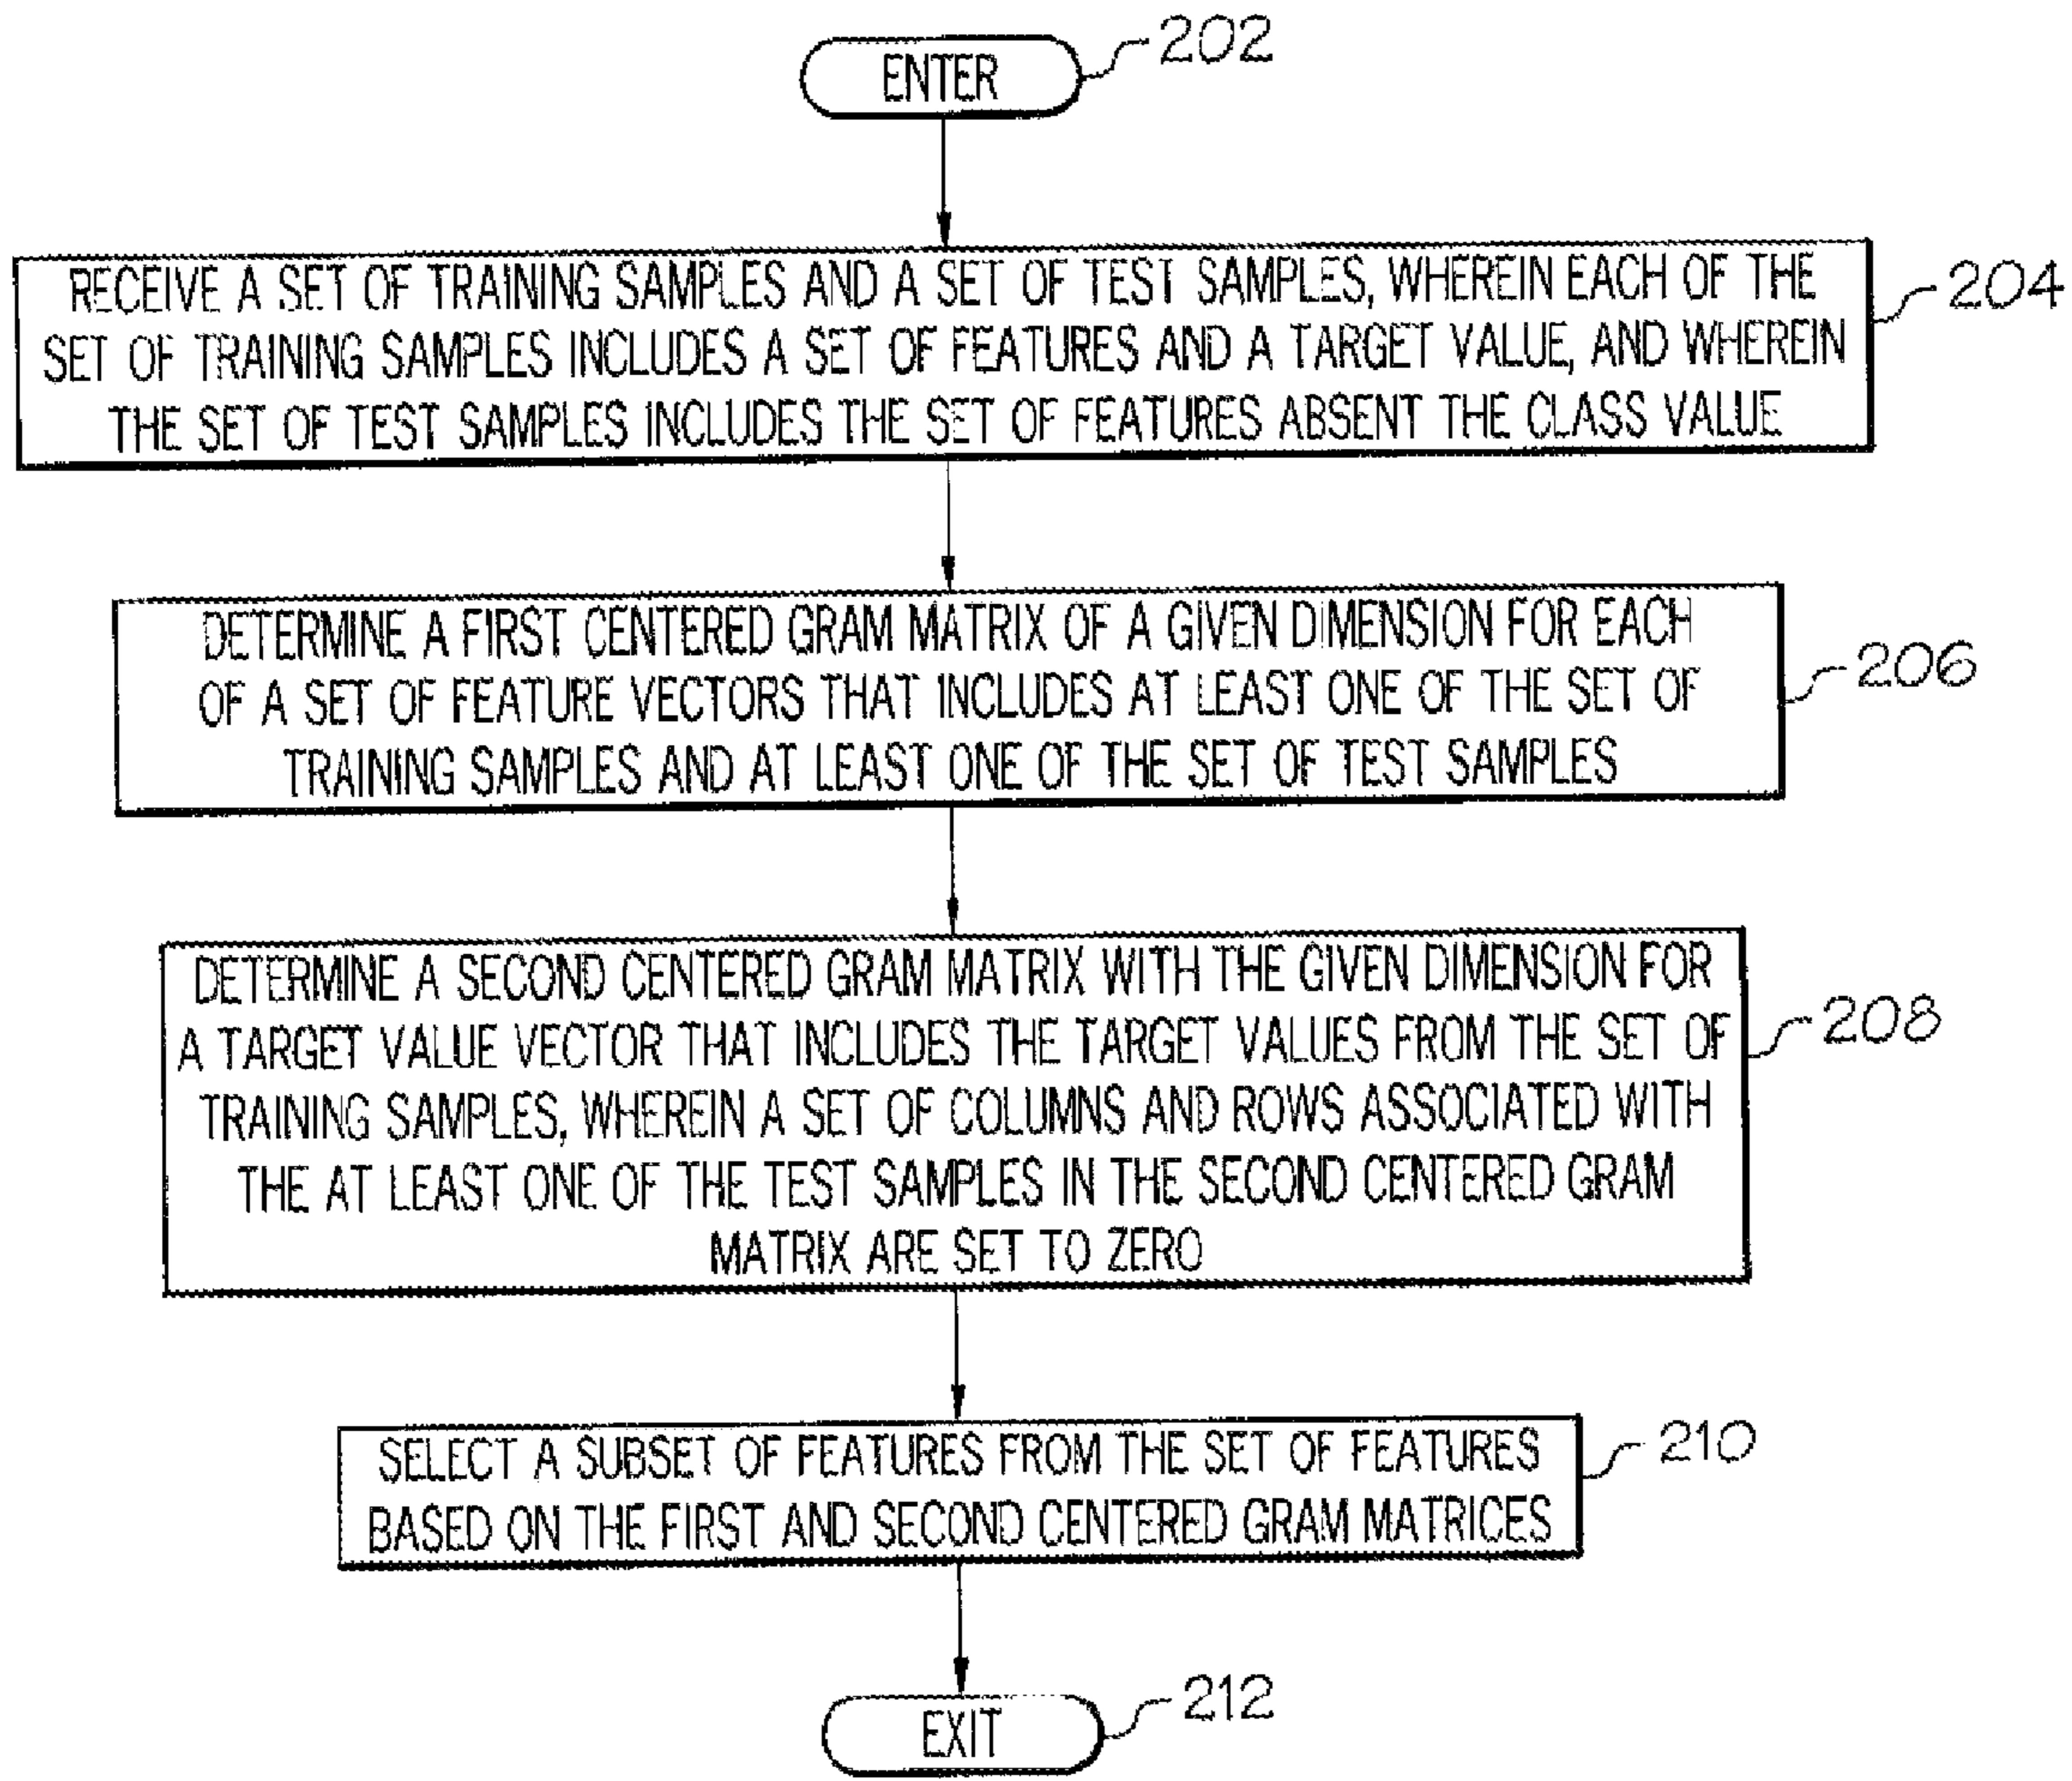 ENTER
202
RECEIVE A SET OF TRAINING SAMPLES AND A SET OF TEST SAMPLES, WHEREIN EACH OF THE
SET OF TRAINING SAMPLES INCLUDES A SET OF FEATURES AND A TARGET VALUE, AND WHEREIN
THE SET OF TEST SAMPLES INCLUDES THE SET OF FEATURES ABSENT THE CLASS VALUE
204
DETERMINE A FIRST CENTERED GRAM MATRIX OF A GIVEN DIMENSION FOR EACH
OF A SET OF FEATURE VECTORS THAT INCLUDES AT LEAST ONE OF THE SET OF
TRAINING SAMPLES AND AT LEAST ONE OF THE SET OF TEST SAMPLES
206
DETERMINE A SECOND CENTERED GRAM MATRIX WITH THE GIVEN DIMENSION FOR
A TARGET VALUE VECTOR THAT INCLUDES THE TARGET VALUES FROM THE SET OF
TRAINING SAMPLES, WHEREIN A SET OF COLUMNS AND ROWS ASSOCIATED WITH
THE AT LEAST ONE OF THE TEST SAMPLES IN THE SECOND CENTERED GRAM
MATRIX ARE SET TO ZERO
208
SELECT A SUBSET OF FEATURES FROM THE SET OF FEATURES
BASED ON THE FIRST AND SECOND CENTERED GRAM MATRICES
210
EXIT
212